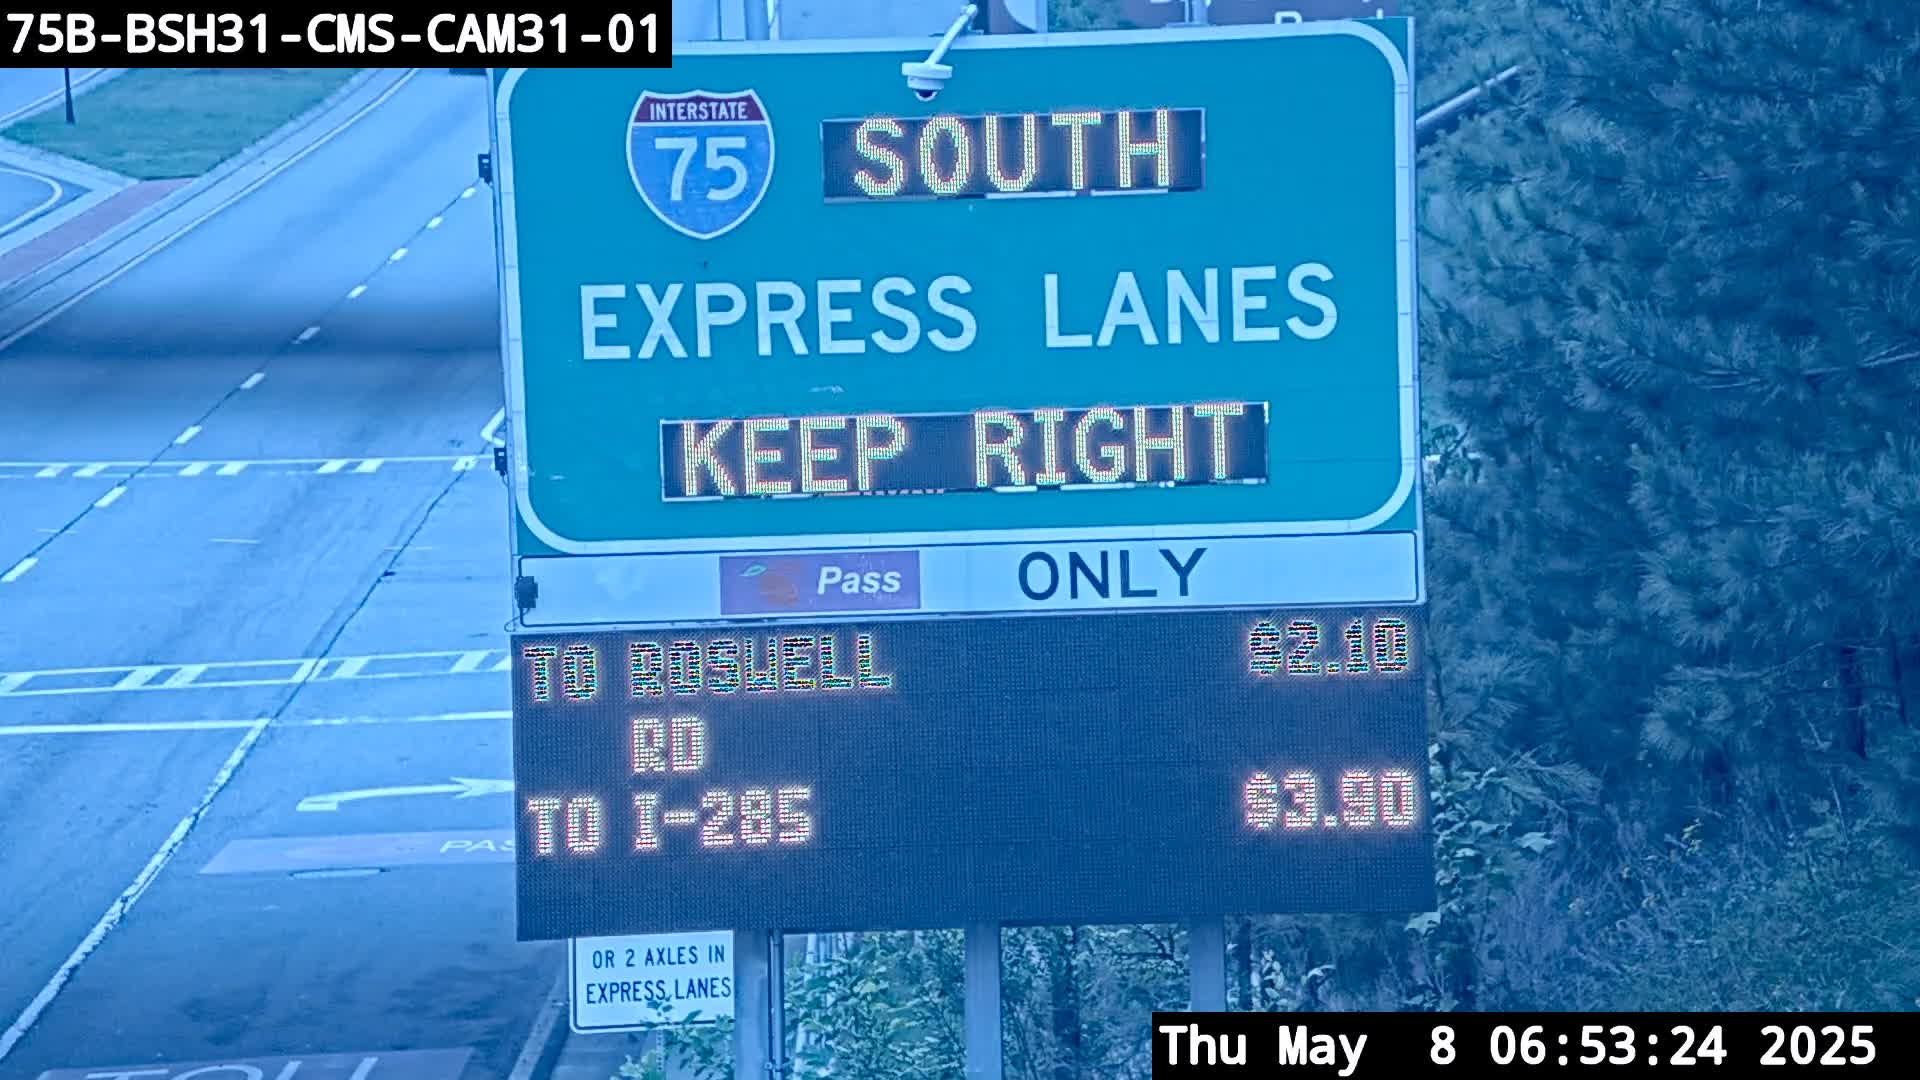 75B-BSH31-CMS-CAM31-01
INTERSTATE
75
SOUTH
EXPRESS LANES
KEEP RIGHT
Pass ONLY
TO ROSWELL $2.10
RD
TO I-285 $3.90
OR 2 AXLES IN
EXPRESS LANES
TOLL
Thu May 8 06:53:24 2025